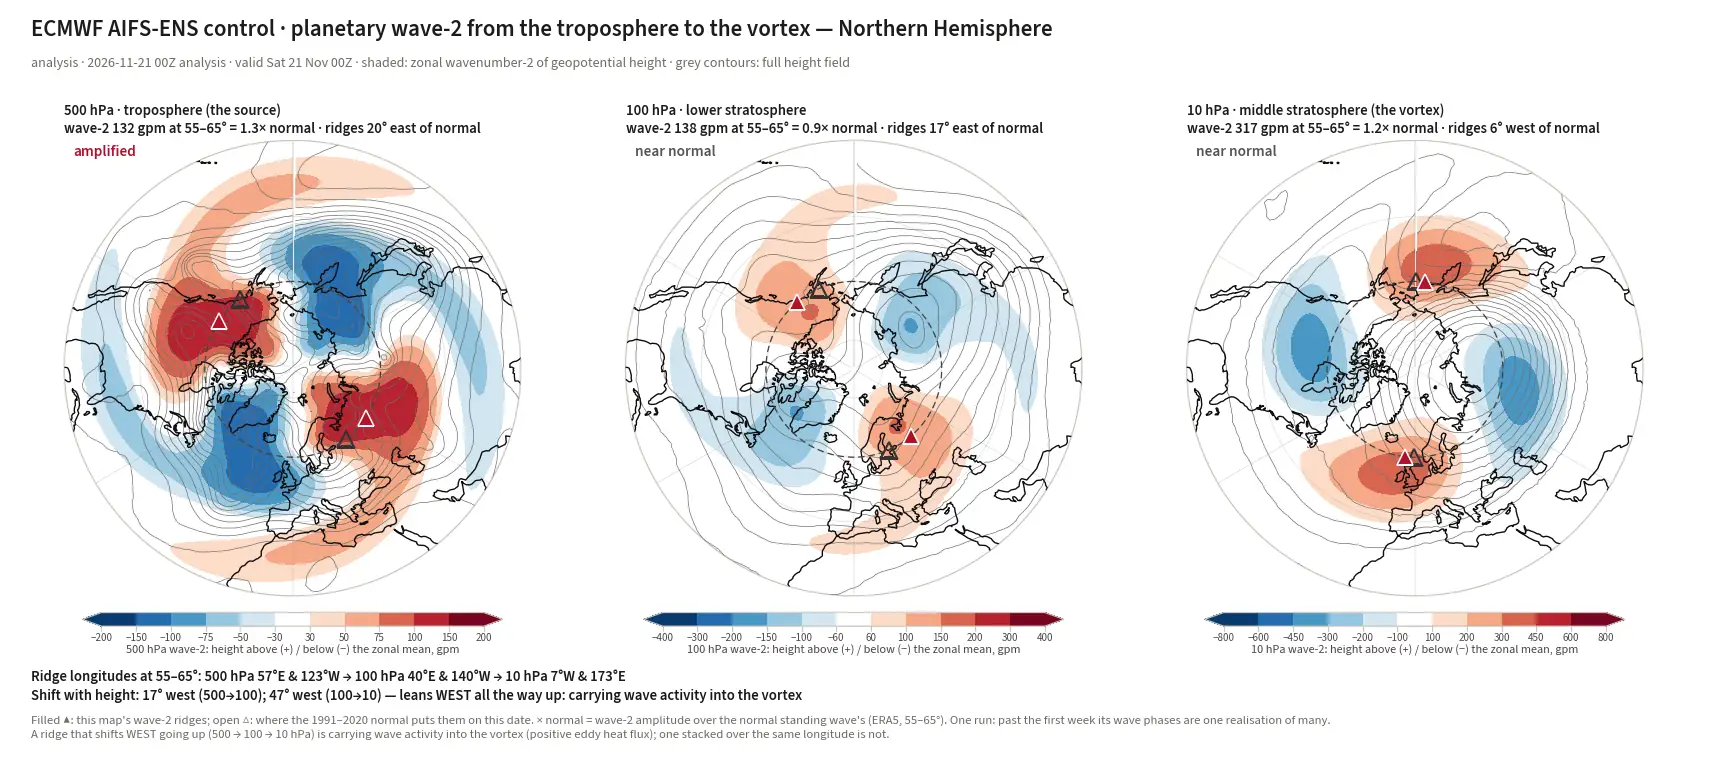 ECMWF AIFS-ENS control · planetary wave-2 from the troposphere to the vortex — Northern Hemisphere
analysis · 2026-11-21 00Z analysis · valid Sat 21 Nov 00Z · shaded: zonal wavenumber-2 of geopotential height · grey contours: full height field
500 hPa · troposphere (the source)
wave-2 132 gpm at 55–65° = 1.3× normal · ridges 20° east of normal
amplified
100 hPa · lower stratosphere
wave-2 138 gpm at 55–65° = 0.9× normal · ridges 17° east of normal
near normal
10 hPa · middle stratosphere (the vortex)
wave-2 317 gpm at 55–65° = 1.2× normal · ridges 6° west of normal
near normal
−200 −150 −100 −75 −50 −30 30 50 75 100 150 200
500 hPa wave-2: height above (+) / below (−) the zonal mean, gpm
−400 −300 −200 −150 −100 −60 60 100 150 200 300 400
100 hPa wave-2: height above (+) / below (−) the zonal mean, gpm
−800 −600 −450 −300 −200 −100 100 200 300 450 600 800
10 hPa wave-2: height above (+) / below (−) the zonal mean, gpm
Ridge longitudes at 55–65°: 500 hPa 57°E & 123°W → 100 hPa 40°E & 140°W → 10 hPa 7°W & 173°E
Shift with height: 17° west (500→100); 47° west (100→10) — leans WEST all the way up: carrying wave activity into the vortex
Filled ▲: this map's wave-2 ridges; open △: where the 1991–2020 normal puts them on this date. × normal = wave-2 amplitude over the normal standing wave's (ERA5, 55–65°). One run: past the first week its wave phases are one realisation of many.
A ridge that shifts WEST going up (500 → 100 → 10 hPa) is carrying wave activity into the vortex (positive eddy heat flux); one stacked over the same longitude is not.